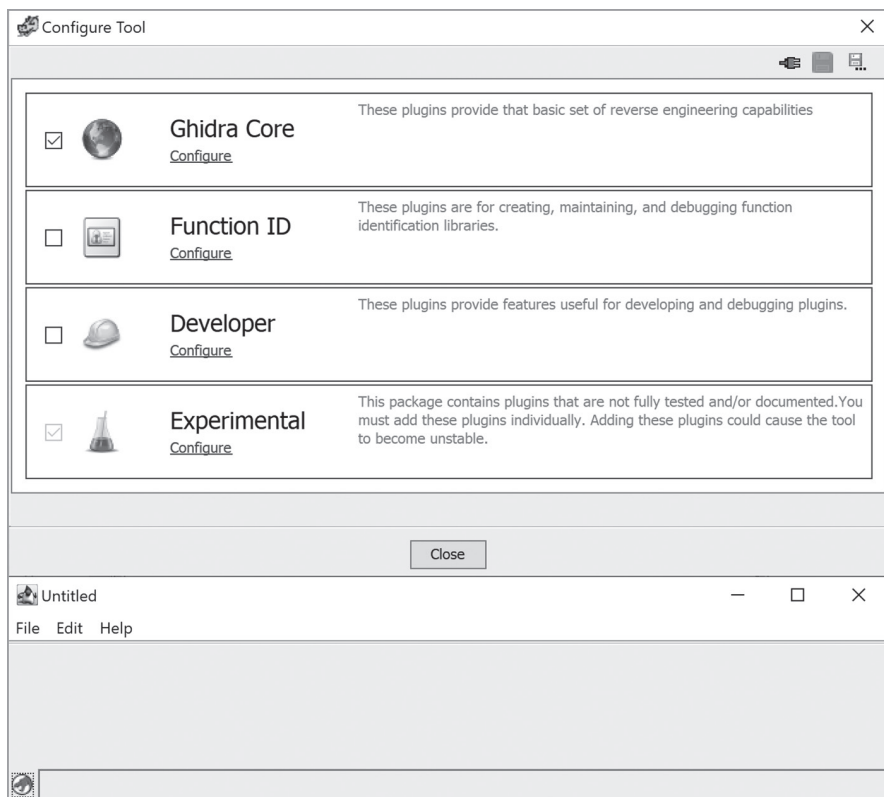 Configure Tool
Ghidra Core
Configure
These plugins provide that basic set of reverse engineering capabilities
Function ID
Configure
These plugins are for creating, maintaining, and debugging function
identification libraries.
Developer
Configure
These plugins provide features useful for developing and debugging plugins.
Experimental
Configure
This package contains plugins that are not fully tested and/or documented.You
must add these plugins individually. Adding these plugins could cause the tool
to become unstable.
Close
Untitled
File Edit Help